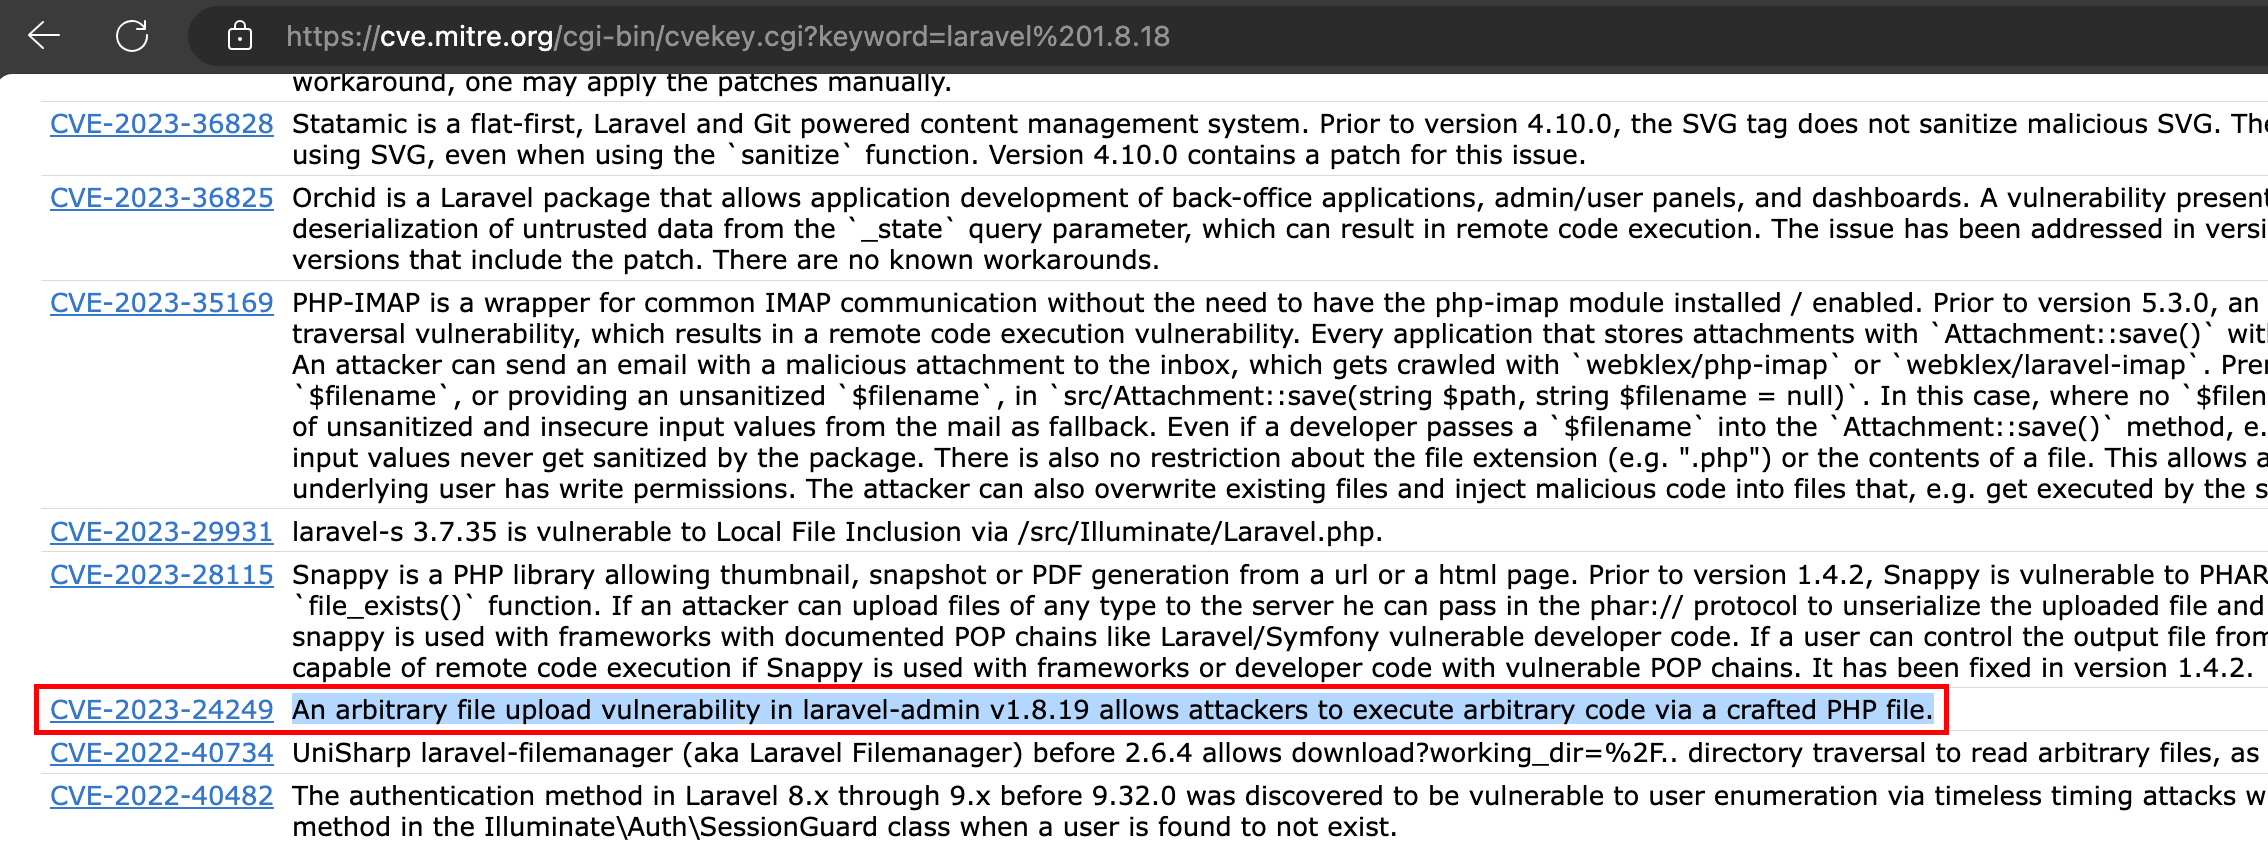 https://cve.mitre.org/cgi-bin/cvekey.cgi?keyword=laravel%201.8.18
workaround, one may apply the patches manually.
CVE-2023-36828 Statamic is a flat-first, Laravel and Git powered content management system. Prior to version 4.10.0, the SVG tag does not sanitize malicious SVG. The
using SVG, even when using the `sanitize` function. Version 4.10.0 contains a patch for this issue.
CVE-2023-36825 Orchid is a Laravel package that allows application development of back-office applications, admin/user panels, and dashboards. A vulnerability present
deserialization of untrusted data from the `_state` query parameter, which can result in remote code execution. The issue has been addressed in versi
versions that include the patch. There are no known workarounds.
CVE-2023-35169 PHP-IMAP is a wrapper for common IMAP communication without the need to have the php-imap module installed / enabled. Prior to version 5.3.0, an
traversal vulnerability, which results in a remote code execution vulnerability. Every application that stores attachments with `Attachment::save()` wit
An attacker can send an email with a malicious attachment to the inbox, which gets crawled with `webklex/php-imap` or `webklex/laravel-imap`. Prer
`$filename`, or providing an unsanitized `$filename`, in `src/Attachment::save(string $path, string $filename = null)`. In this case, where no `$filen
of unsanitized and insecure input values from the mail as fallback. Even if a developer passes a `$filename` into the `Attachment::save()` method, e.
input values never get sanitized by the package. There is also no restriction about the file extension (e.g. ".php") or the contents of a file. This allows a
underlying user has write permissions. The attacker can also overwrite existing files and inject malicious code into files that, e.g. get executed by the s
CVE-2023-29931 laravel-s 3.7.35 is vulnerable to Local File Inclusion via /src/Illuminate/Laravel.php.
CVE-2023-28115 Snappy is a PHP library allowing thumbnail, snapshot or PDF generation from a url or a html page. Prior to version 1.4.2, Snappy is vulnerable to PHAR
`file_exists()` function. If an attacker can upload files of any type to the server he can pass in the phar:// protocol to unserialize the uploaded file and
snappy is used with frameworks with documented POP chains like Laravel/Symfony vulnerable developer code. If a user can control the output file from
capable of remote code execution if Snappy is used with frameworks or developer code with vulnerable POP chains. It has been fixed in version 1.4.2.
CVE-2023-24249 An arbitrary file upload vulnerability in laravel-admin v1.8.19 allows attackers to execute arbitrary code via a crafted PHP file.
CVE-2022-40734 UniSharp laravel-filemanager (aka Laravel Filemanager) before 2.6.4 allows download?working_dir=%2F.. directory traversal to read arbitrary files, as
CVE-2022-40482 The authentication method in Laravel 8.x through 9.x before 9.32.0 was discovered to be vulnerable to user enumeration via timeless timing attacks w
method in the Illuminate\Auth\SessionGuard class when a user is found to not exist.